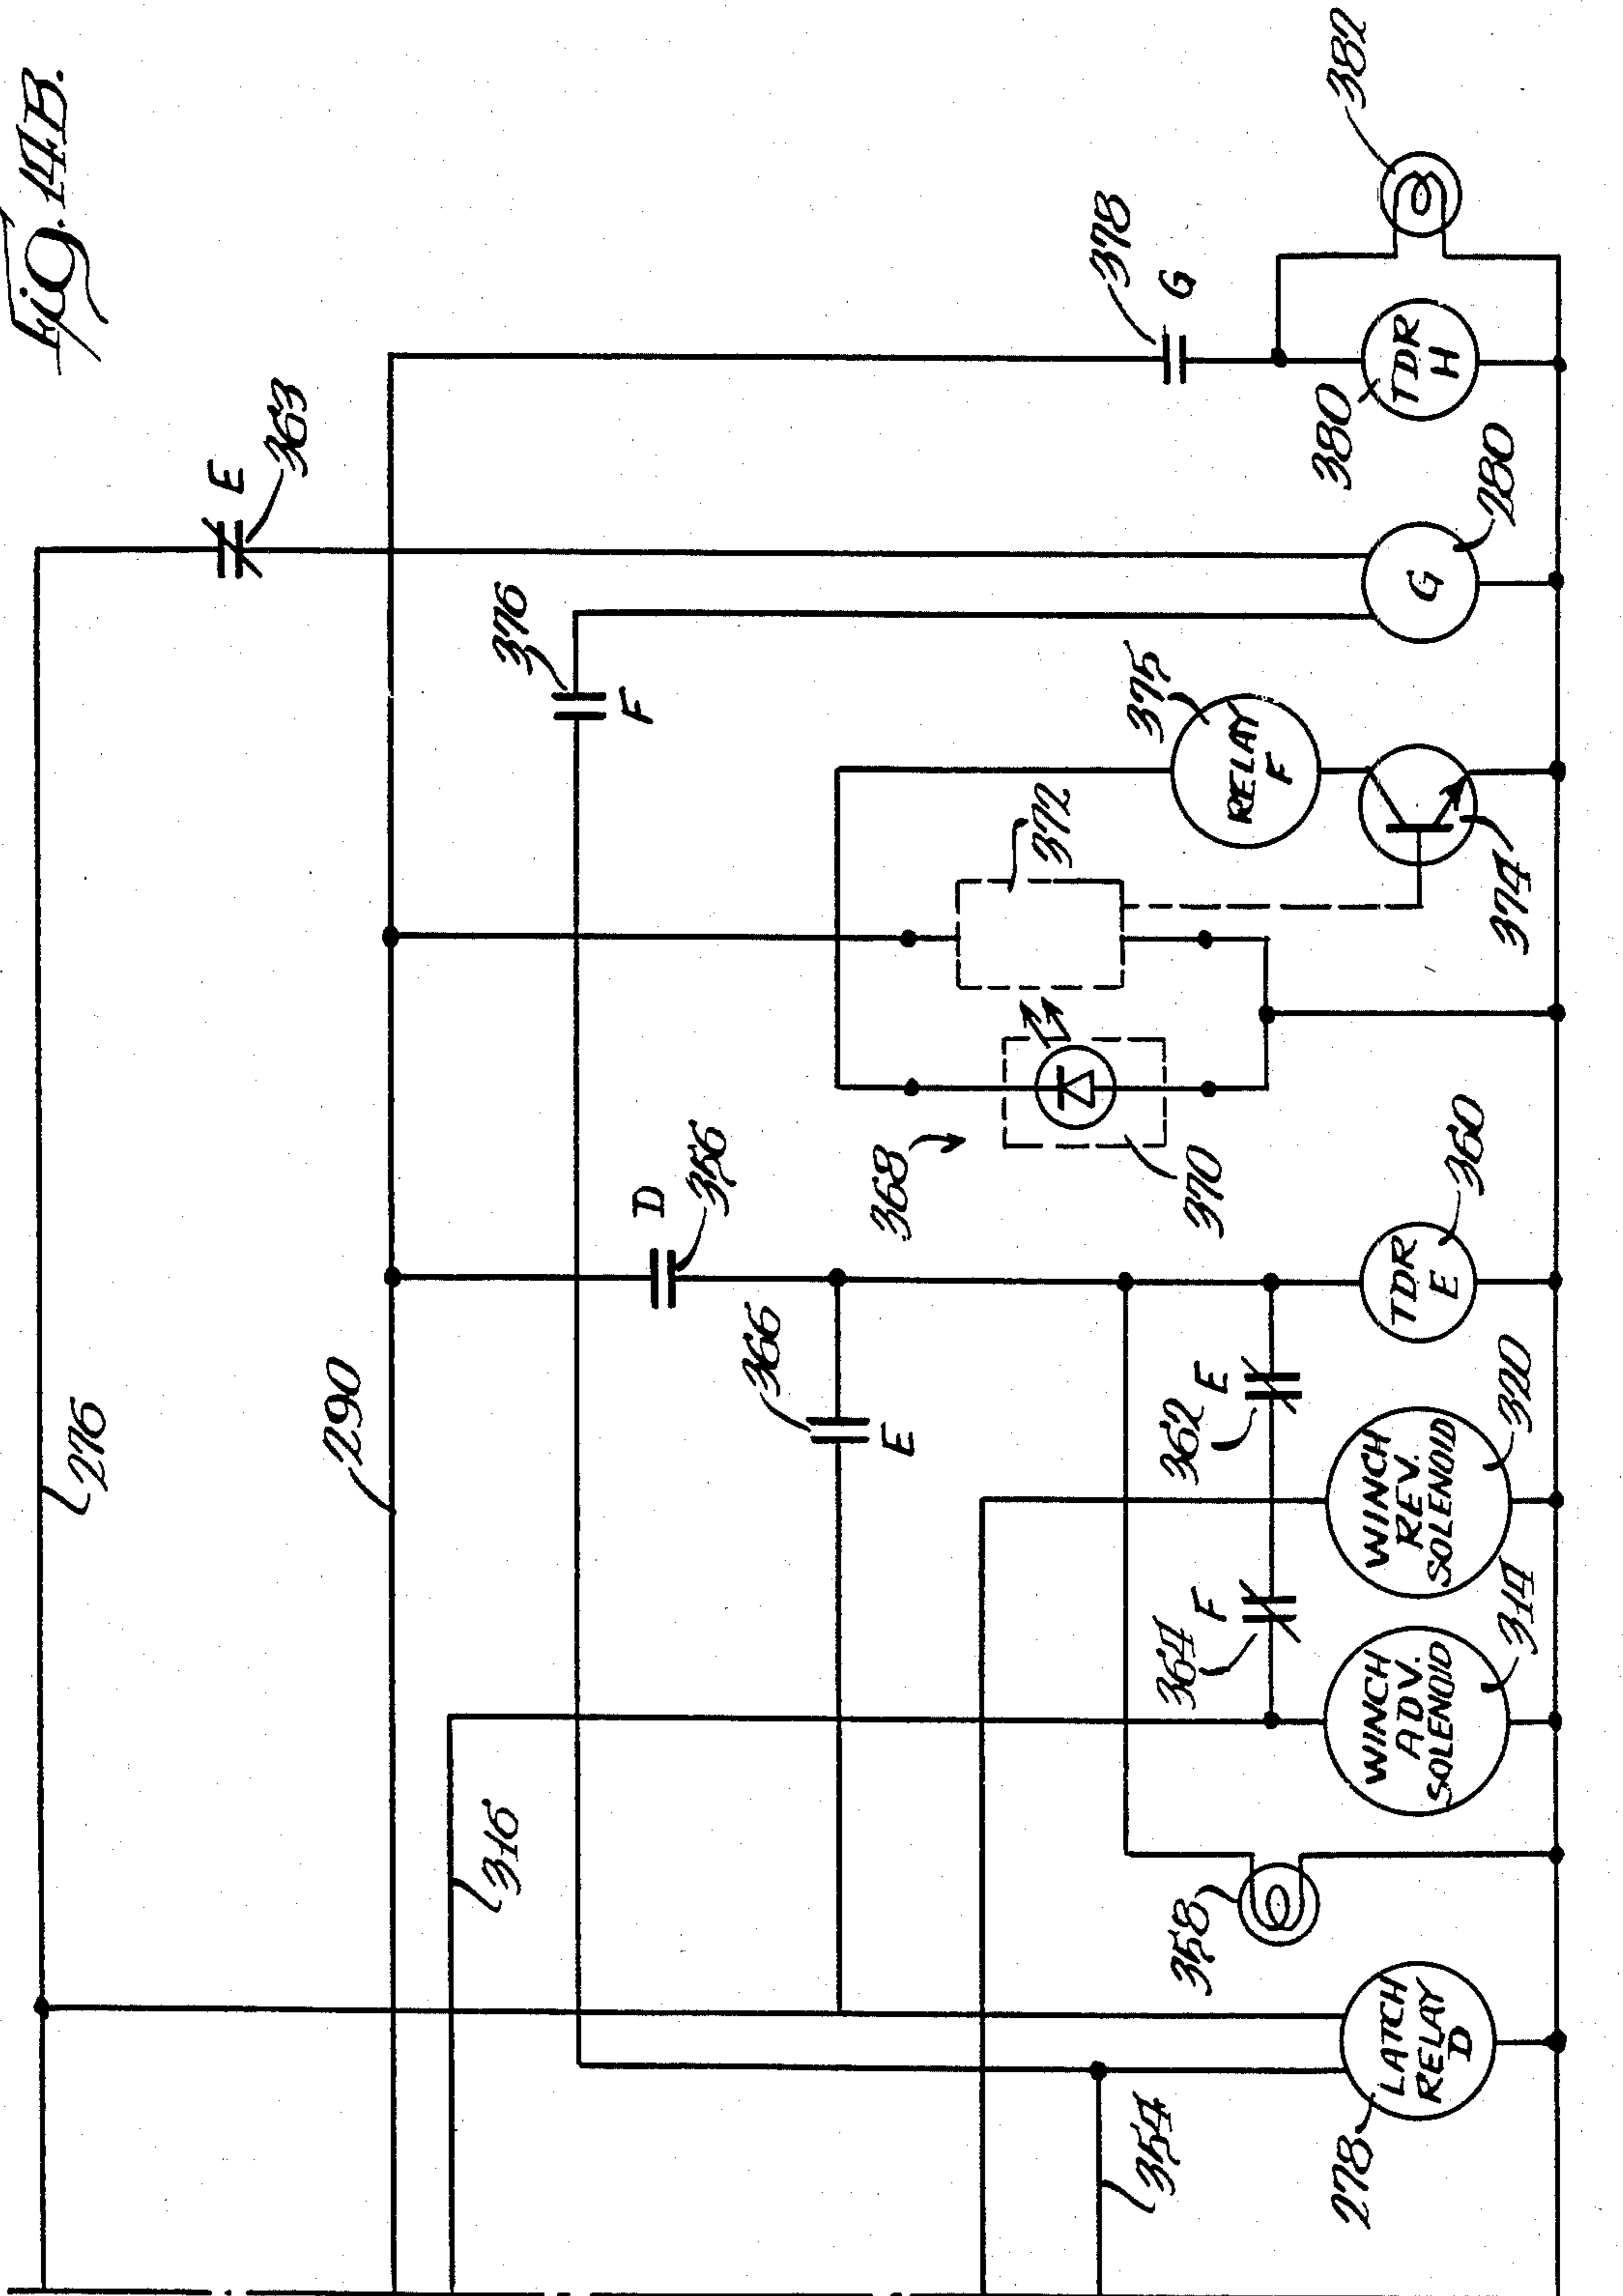 Fig. 14B.
E
363
276
290
376
F
378
G
382
D
356
366
E
372
375
RELAY
F
368
370
374
316
354
364
F
362
E
358
278
LATCH
RELAY
D
WINCH
ADV.
SOLENOID
314
WINCH
REV.
SOLENOID
320
TDR
E
360
G
280
TDR
H
380